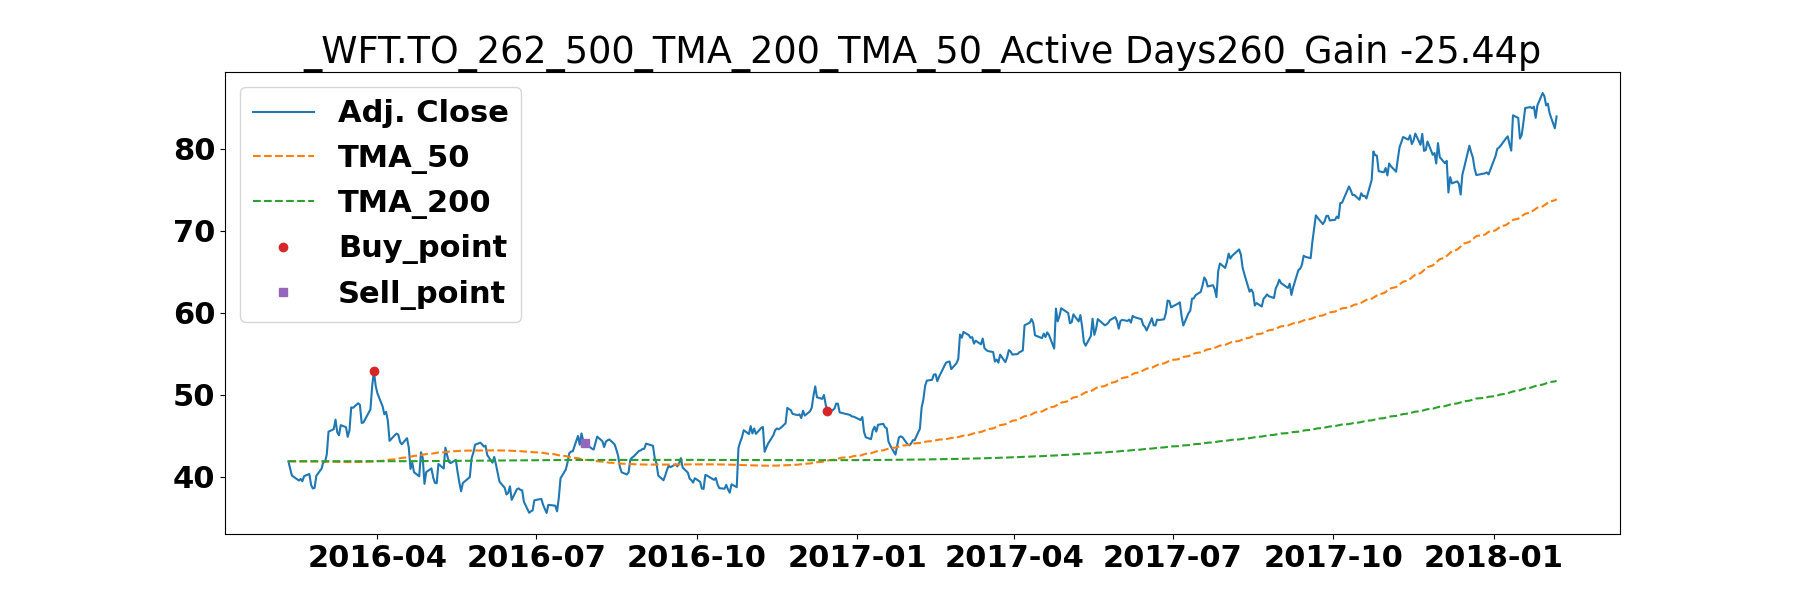 _WFT.TO_262_500_TMA_200_TMA_50_Active Days260_Gain -25.44p
Adj. Close
TMA_50
TMA_200
Buy_point
Sell_point
80
70
60
50
40
2016-04 2016-07 2016-10 2017-01 2017-04 2017-07 2017-10 2018-01